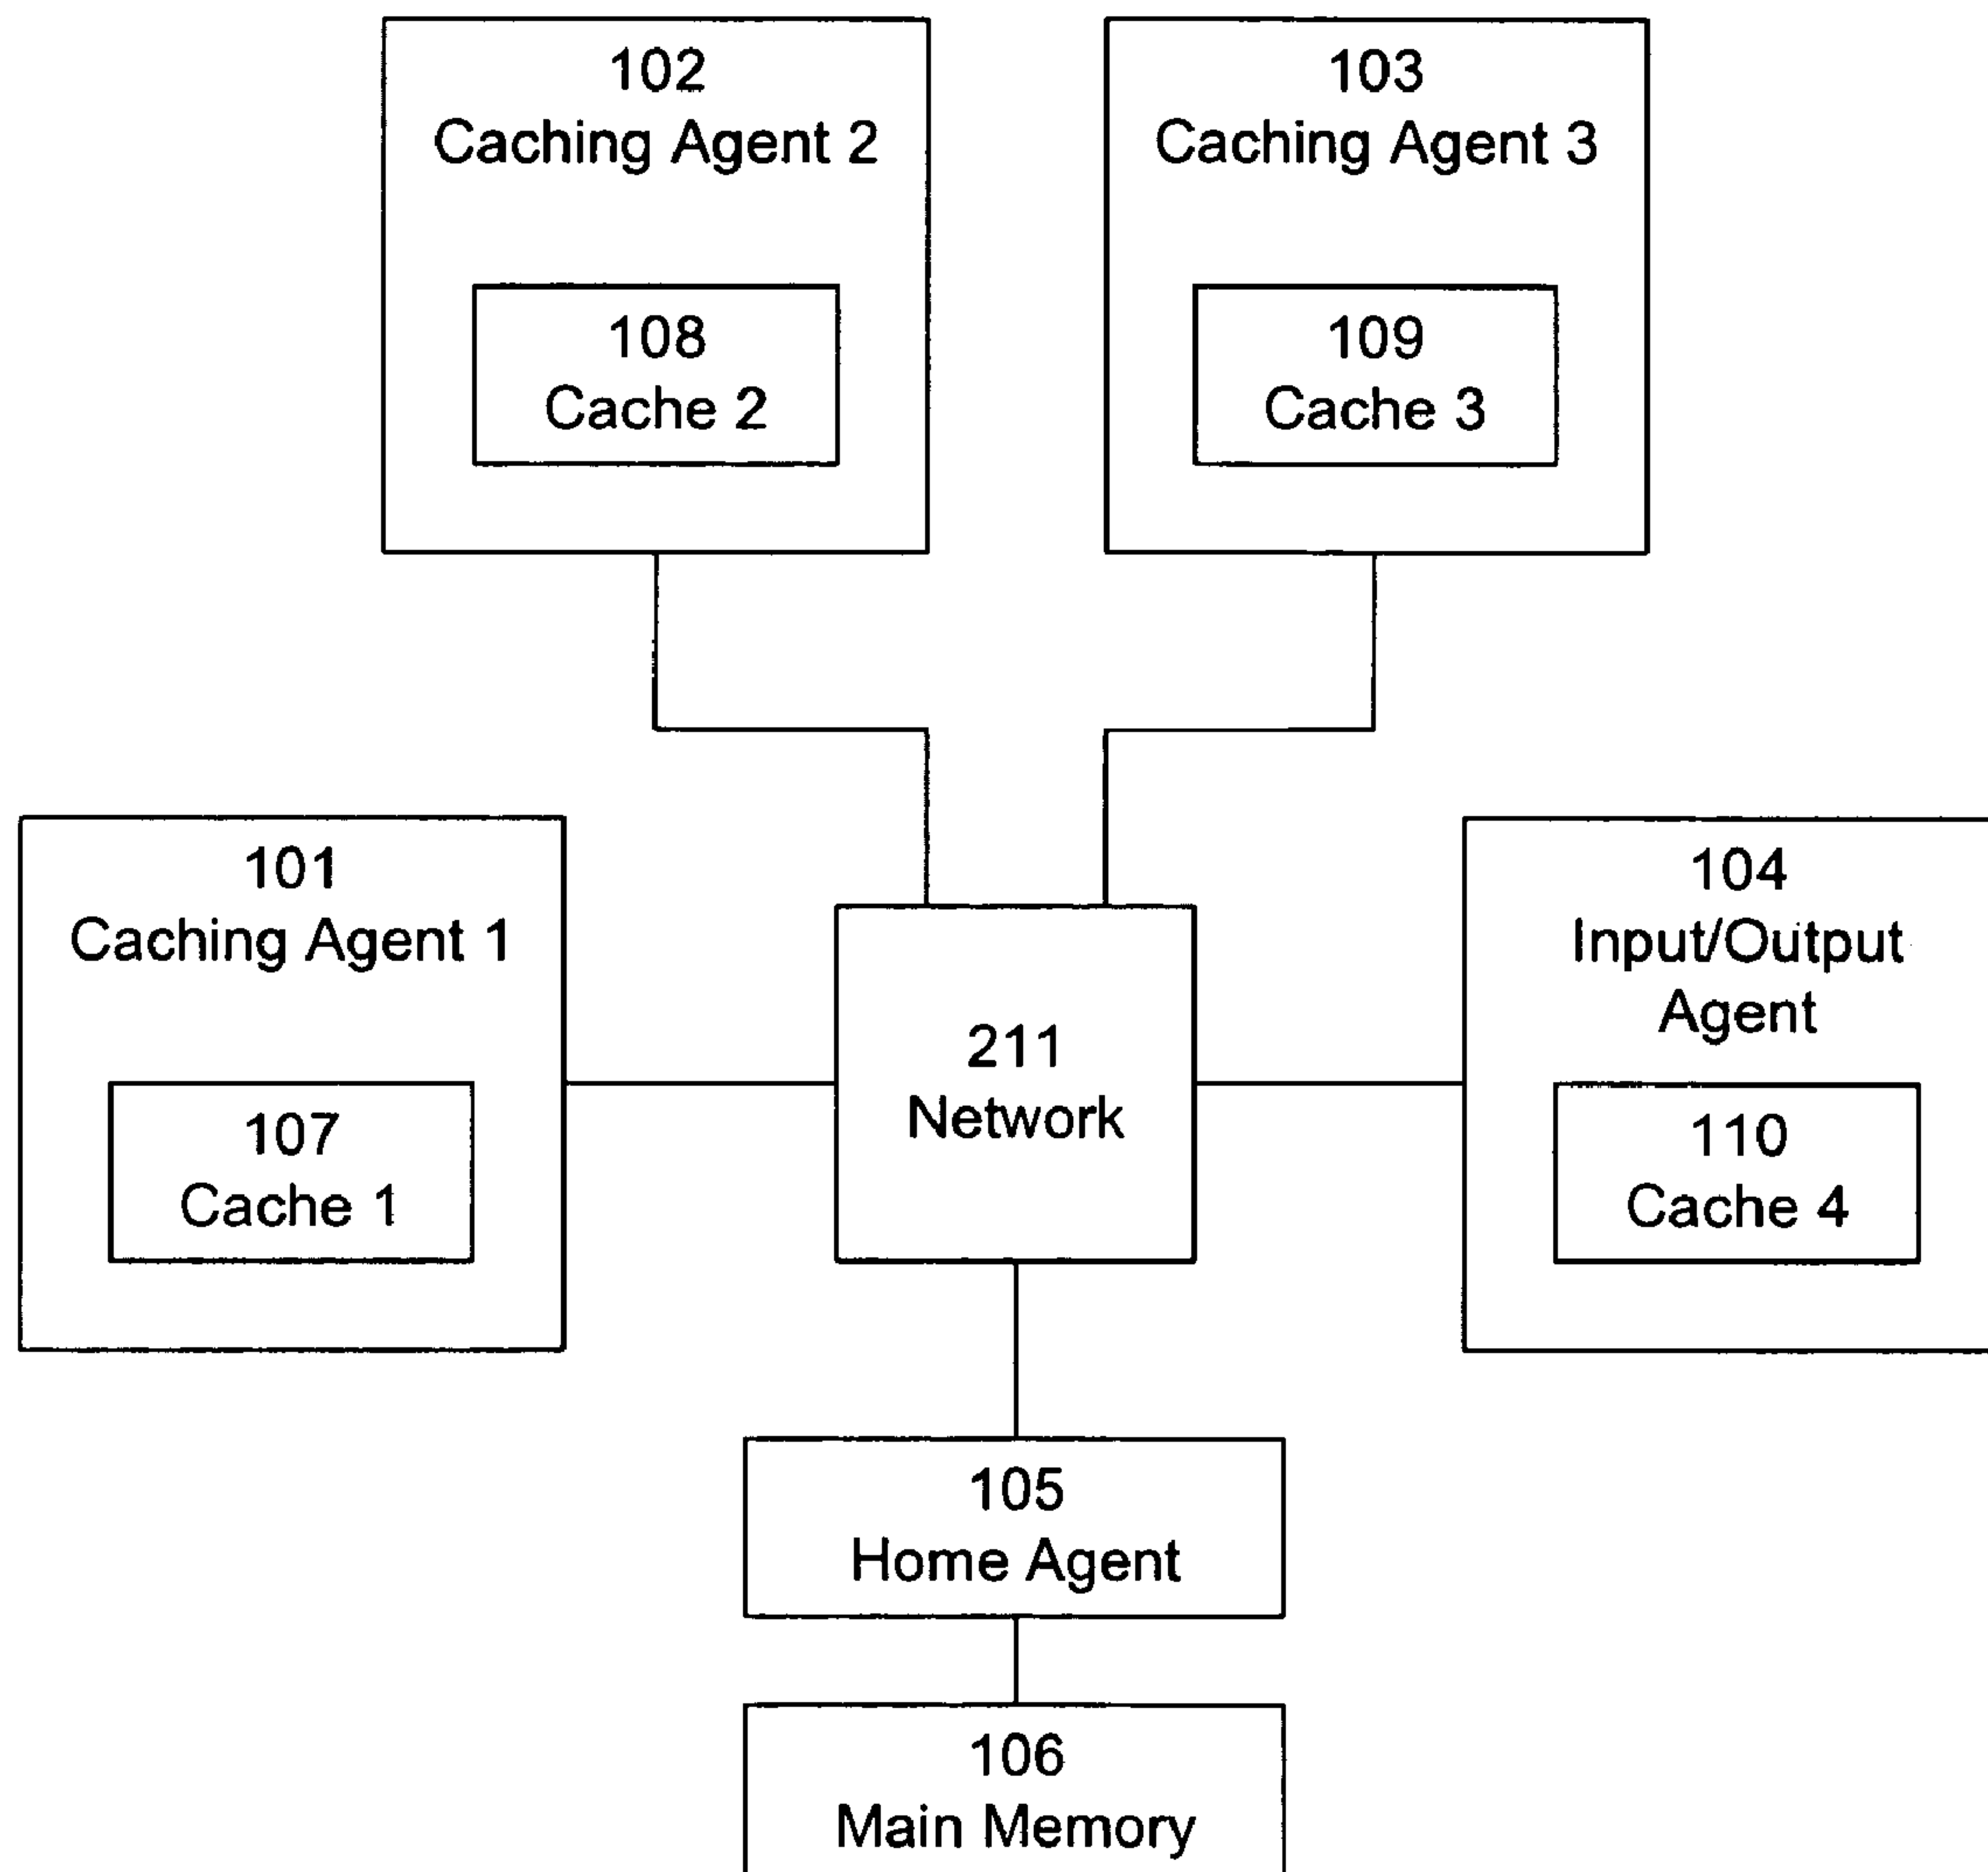 102
Caching Agent 2
108
Cache 2
103
Caching Agent 3
109
Cache 3
101
Caching Agent 1
107
Cache 1
211
Network
104
Input/Output
Agent
110
Cache 4
105
Home Agent
106
Main Memory